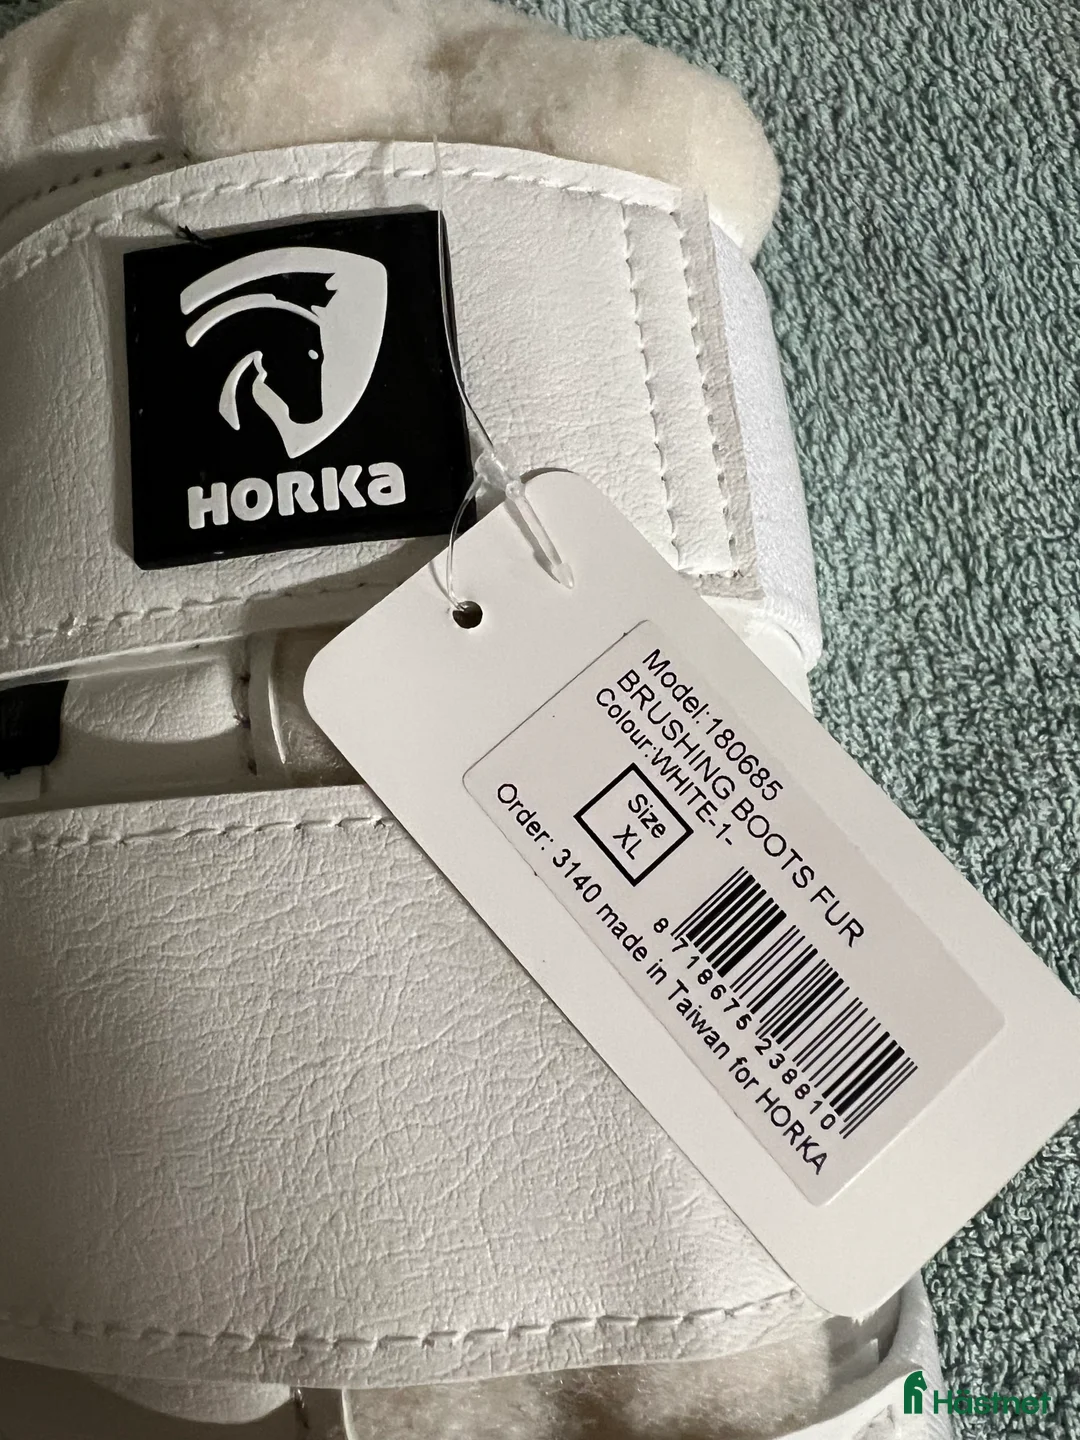 HORKa
Model:180685
BRUSHING BOOTS FUR
Colour:WHITE-1-
Size
XL
8 718675 238810
Order: 3140 made in Taiwan for HORKA
Hästnet